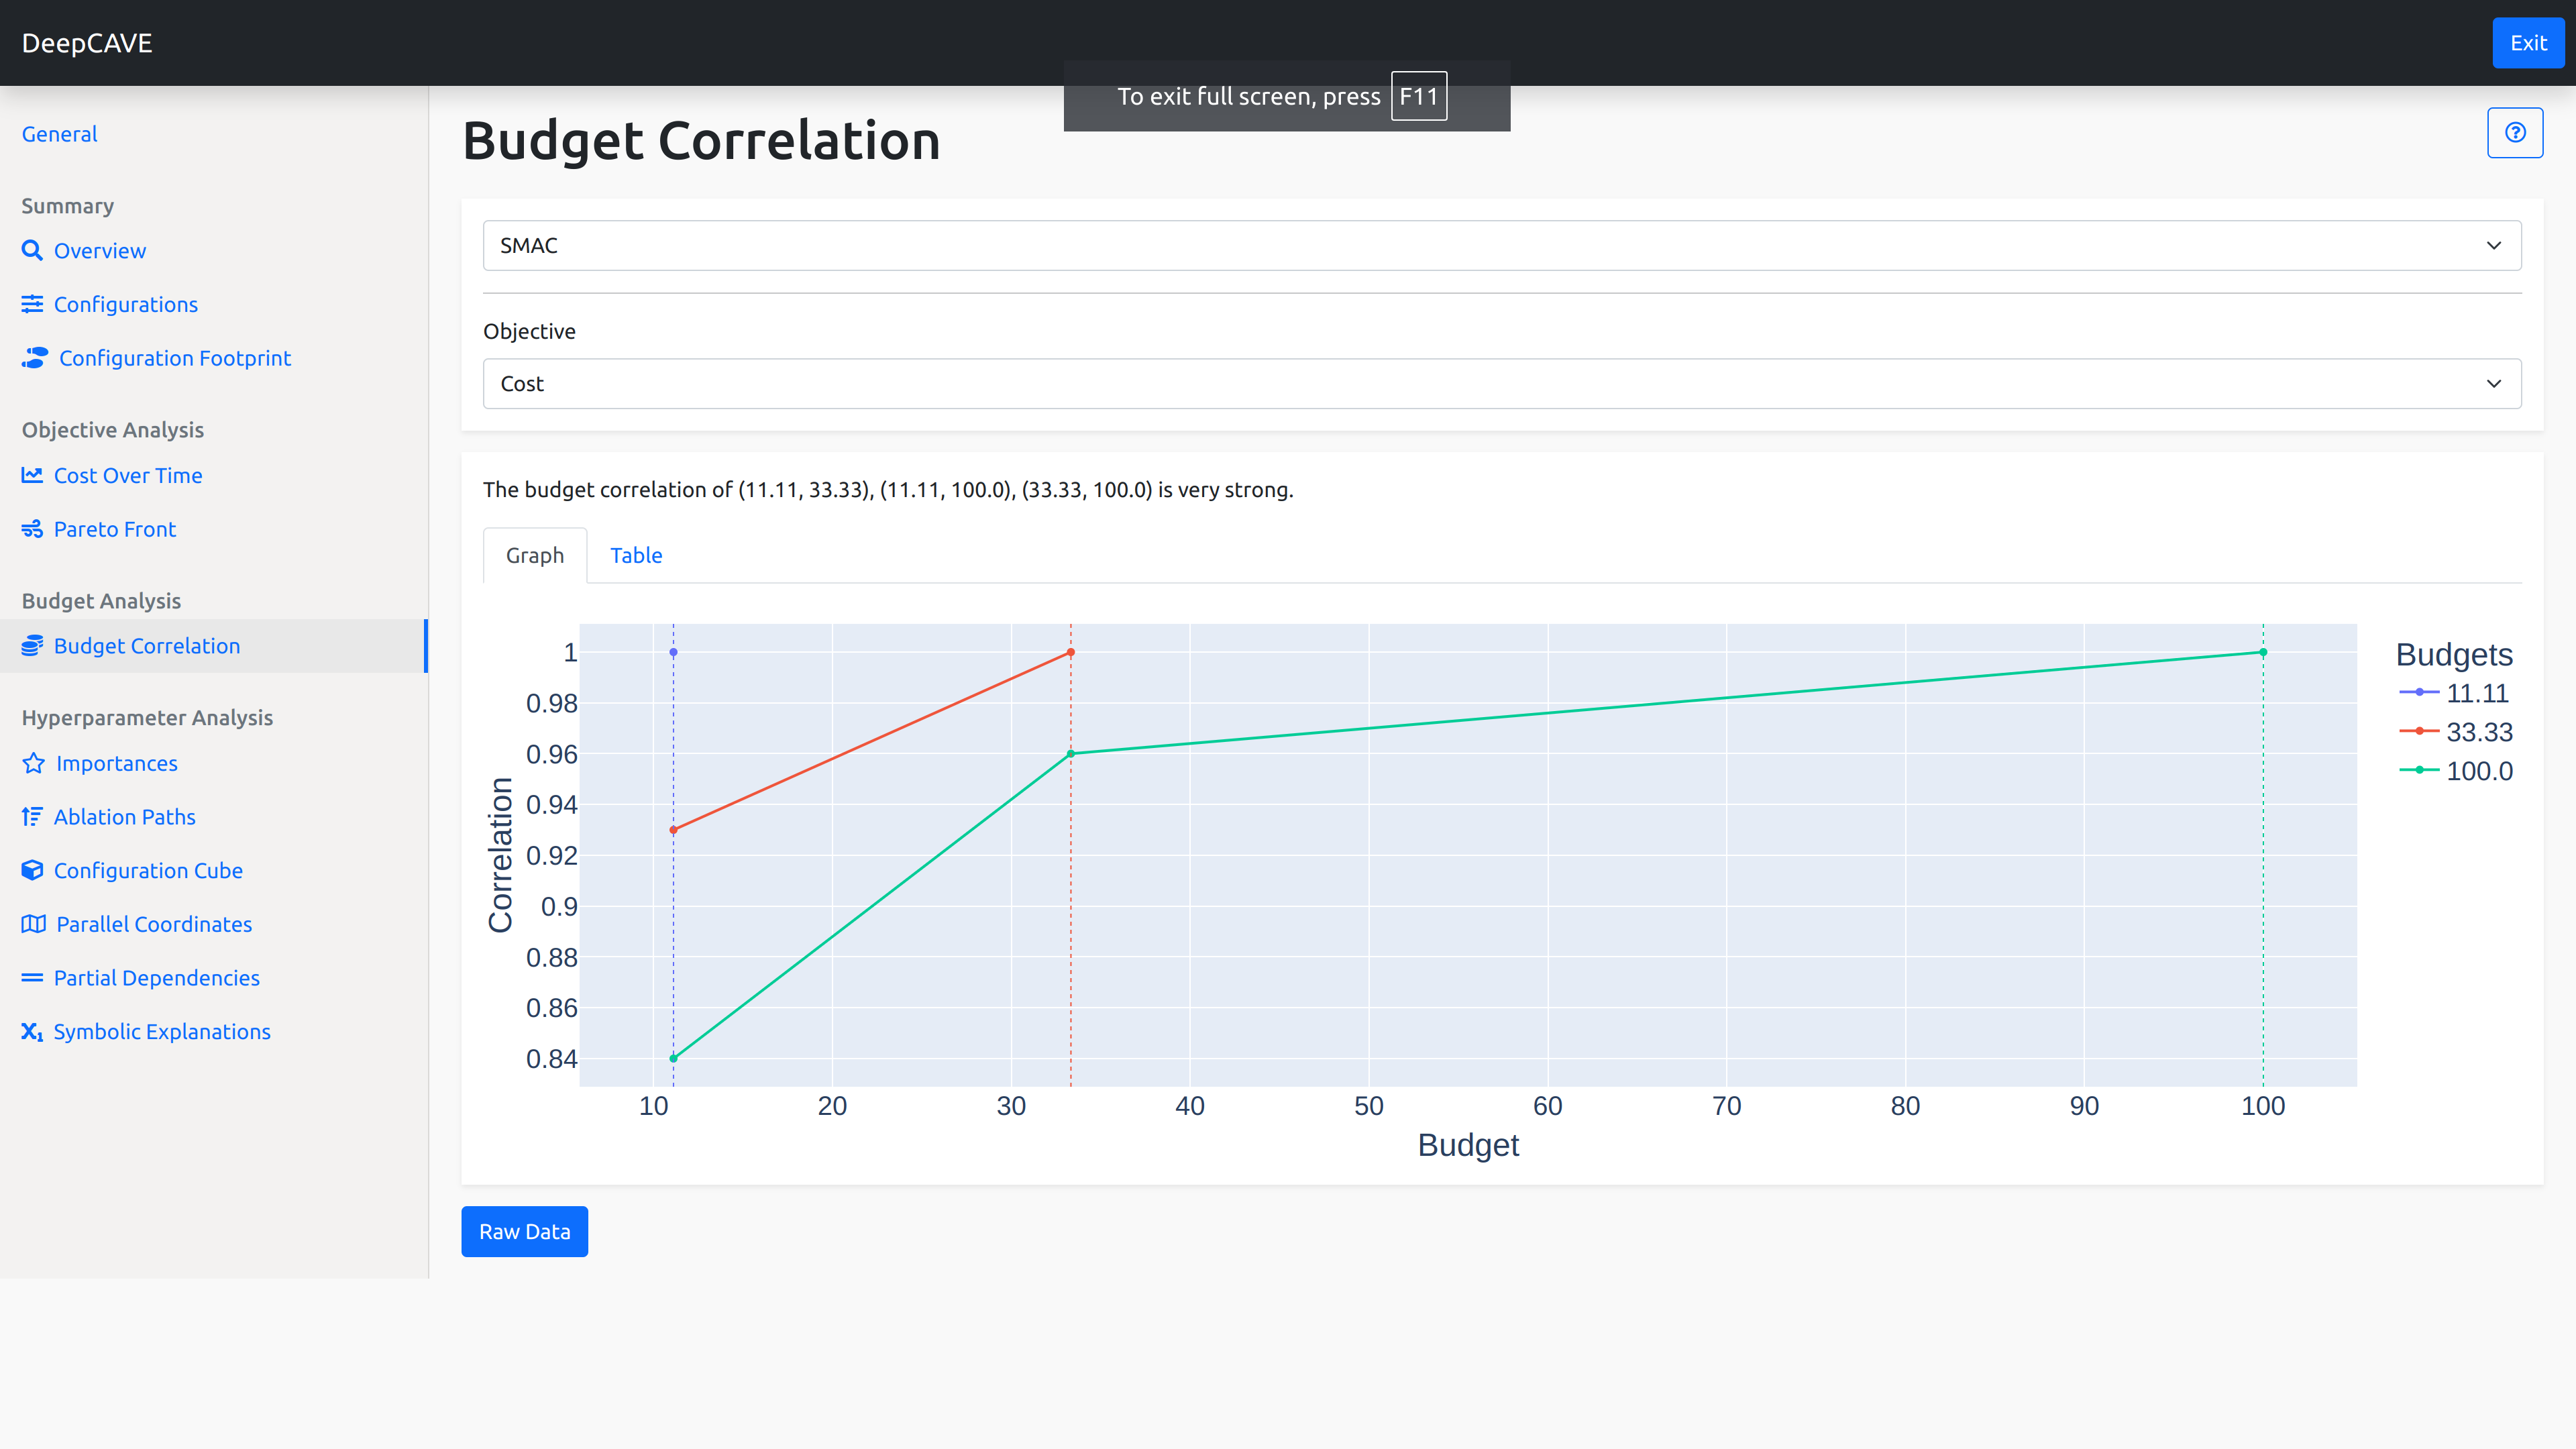 DeepCAVE
Exit
To exit full screen, press F11
General
Summary
Overview
Configurations
Configuration Footprint
Objective Analysis
Cost Over Time
Pareto Front
Budget Analysis
Budget Correlation
Hyperparameter Analysis
Importances
Ablation Paths
Configuration Cube
Parallel Coordinates
Partial Dependencies
Symbolic Explanations
Budget Correlation
SMAC
Objective
Cost
The budget correlation of (11.11, 33.33), (11.11, 100.0), (33.33, 100.0) is very strong.
Graph Table
Correlation
1
0.98
0.96
0.94
0.92
0.9
0.88
0.86
0.84
10 20 30 40 50 60 70 80 90 100
Budget
Budgets
11.11
33.33
100.0
Raw Data